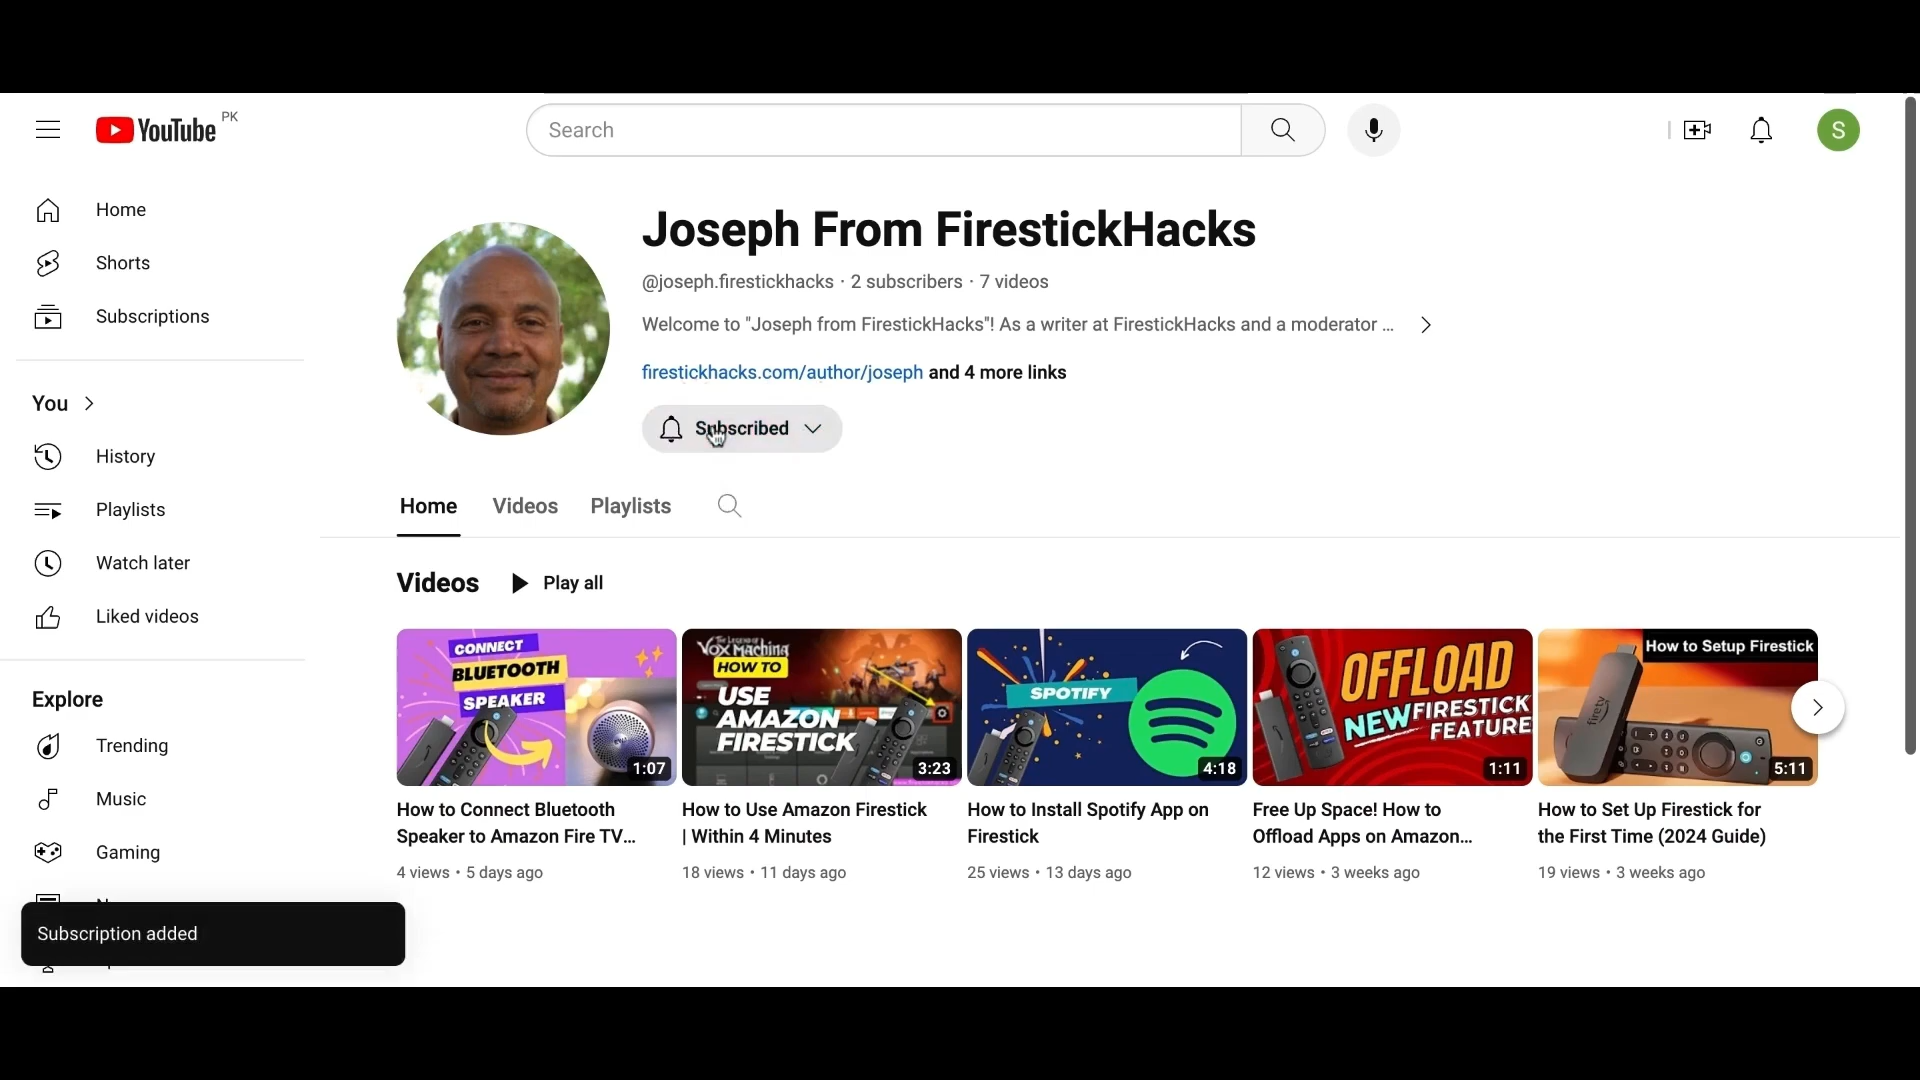 YouTube PK
Search
S
Home
Shorts
Subscriptions
You
History
Playlists
Watch later
Liked videos
Explore
Trending
Music
Gaming
Subscription added
Joseph From FirestickHacks
@joseph.firestickhacks · 2 subscribers · 7 videos
Welcome to "Joseph from FirestickHacks"! As a writer at FirestickHacks and a moderator ...
firestickhacks.com/author/joseph and 4 more links
Subscribed
Home Videos Playlists
Videos Play all
CONNECT
BLUETOOTH
SPEAKER
1:07
How to Connect Bluetooth
Speaker to Amazon Fire TV...
4 views • 5 days ago
The Legend of
VOX MACHINA
HOW TO
USE
AMAZON
FIRESTICK
3:23
How to Use Amazon Firestick
| Within 4 Minutes
18 views • 11 days ago
SPOTIFY
4:18
How to Install Spotify App on
Firestick
25 views • 13 days ago
OFFLOAD
NEW FIRESTICK
FEATURE
1:11
Free Up Space! How to
Offload Apps on Amazon...
12 views • 3 weeks ago
How to Setup Firestick
firetv
5:11
How to Set Up Firestick for
the First Time (2024 Guide)
19 views • 3 weeks ago